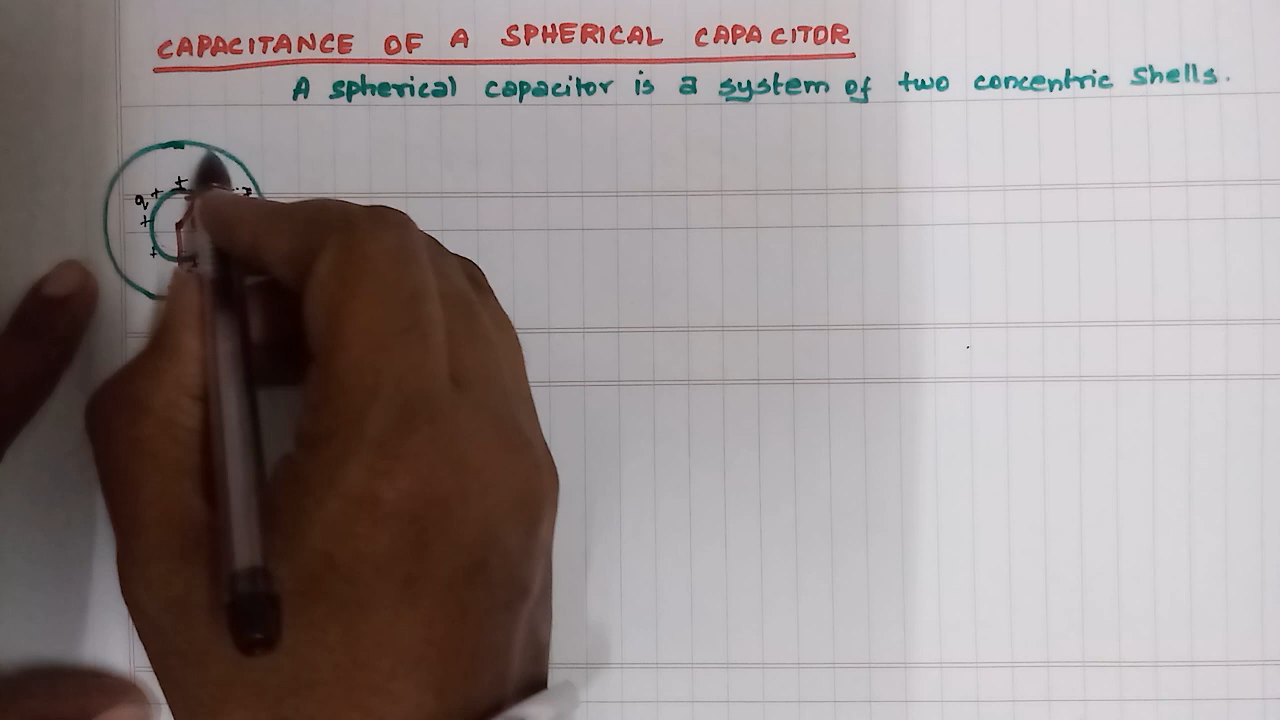 CAPACITANCE OF A SPHERICAL CAPACITOR
A spherical capacitor is a system of two concentric shells.
+
q +
+
+